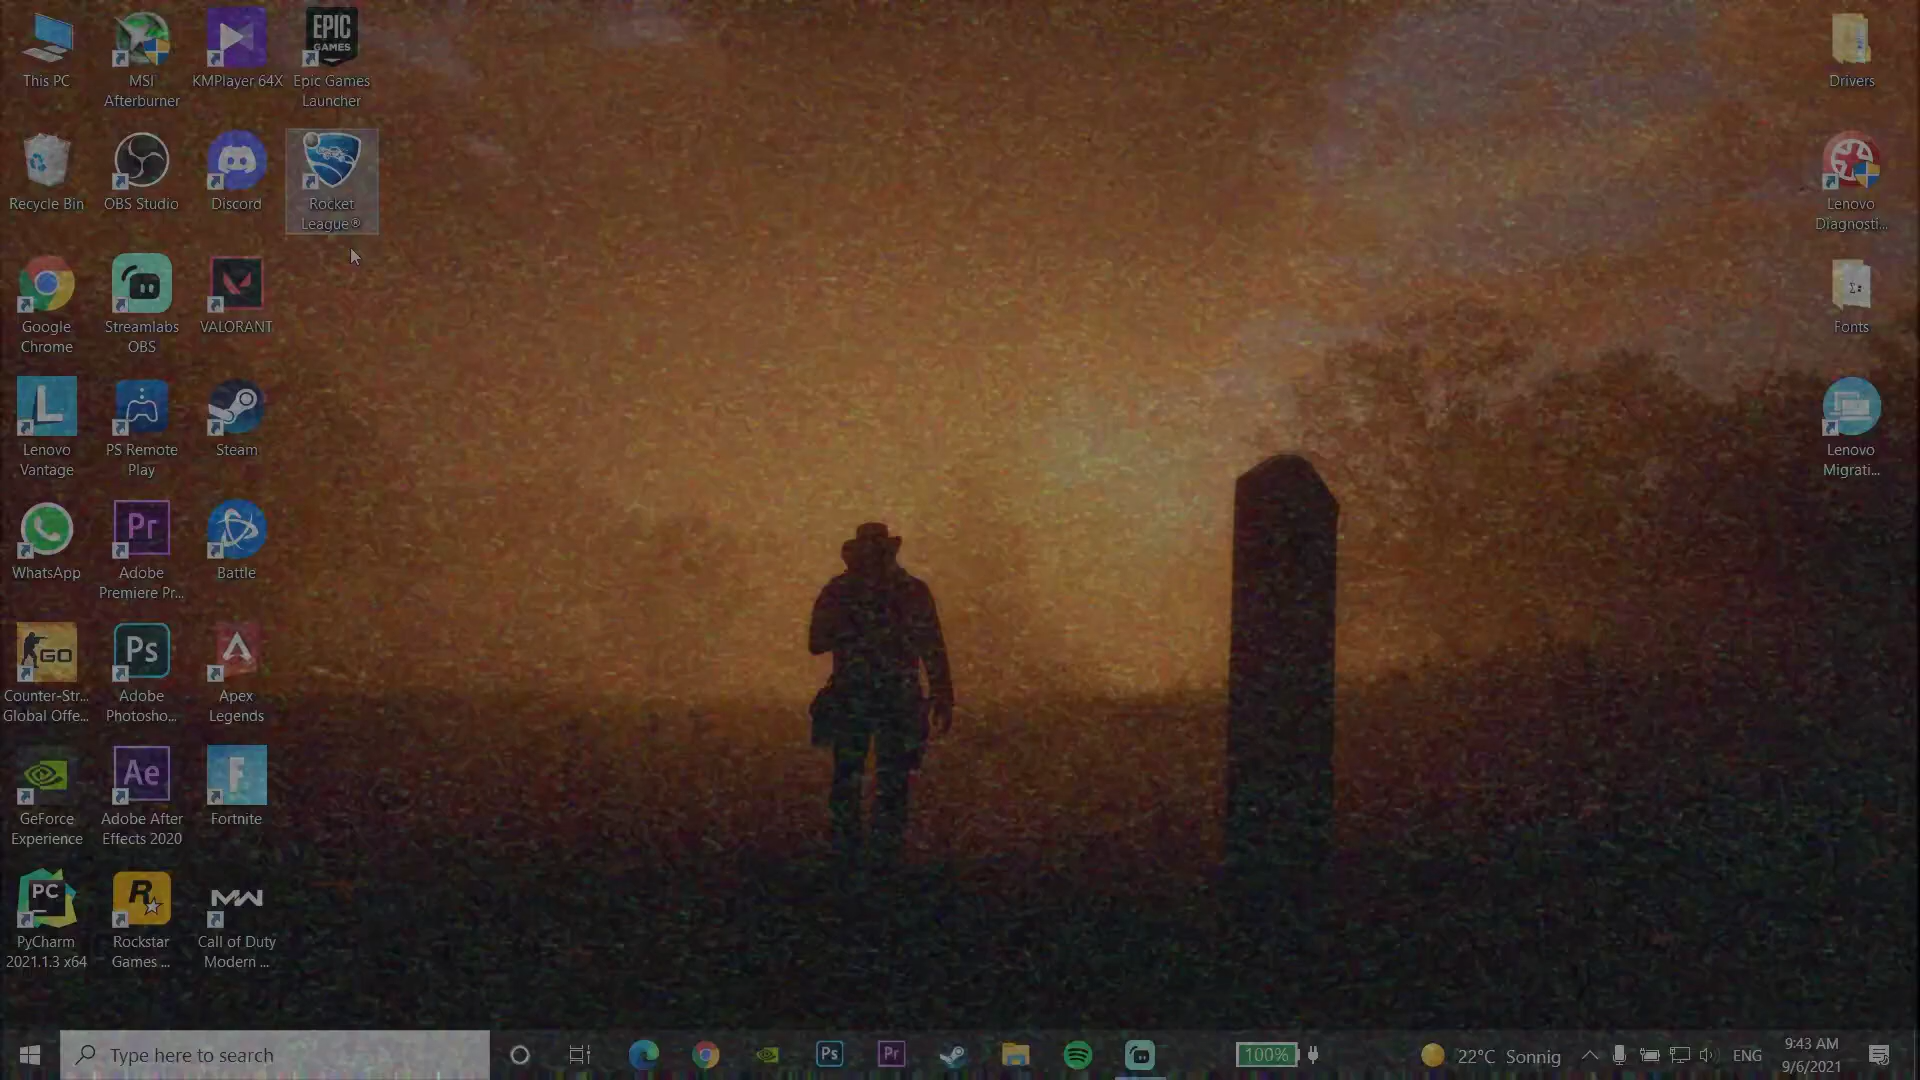 This PC
MSI
Afterburner
KMPlayer 64X
EPIC
GAMES
Epic Games
Launcher
Drivers
Recycle Bin
OBS Studio
Discord
Rocket
League®
Lenovo
Diagnosti...
Google
Chrome
Streamlabs
OBS
VALORANT
Fonts
L
Lenovo
Vantage
PS Remote
Play
Steam
Lenovo
Migrati...
WhatsApp
Pr
Adobe
Premiere Pr...
Battle
GO
Counter-Str...
Global Offe...
Ps
Adobe
Photosho...
Apex
Legends
GeForce
Experience
Ae
Adobe After
Effects 2020
F
Fortnite
PC
PyCharm
2021.1.3 x64
R
Rockstar
Games ...
MW
Call of Duty
Modern ...
Type here to search
Ps
Pr
100%
22°C Sonnig
ENG
9:43 AM
9/6/2021